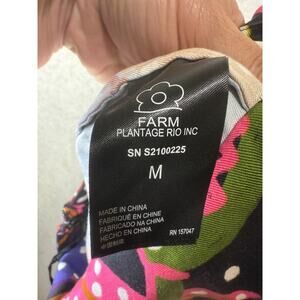 FARM
PLANTAGE RIO INC
SN S2100225
M
MADE IN CHINA
FABRIQUÉ EN CHINE
FABRICADO NA CHINA
HECHO EN CHINA
中国制造
RN 157047